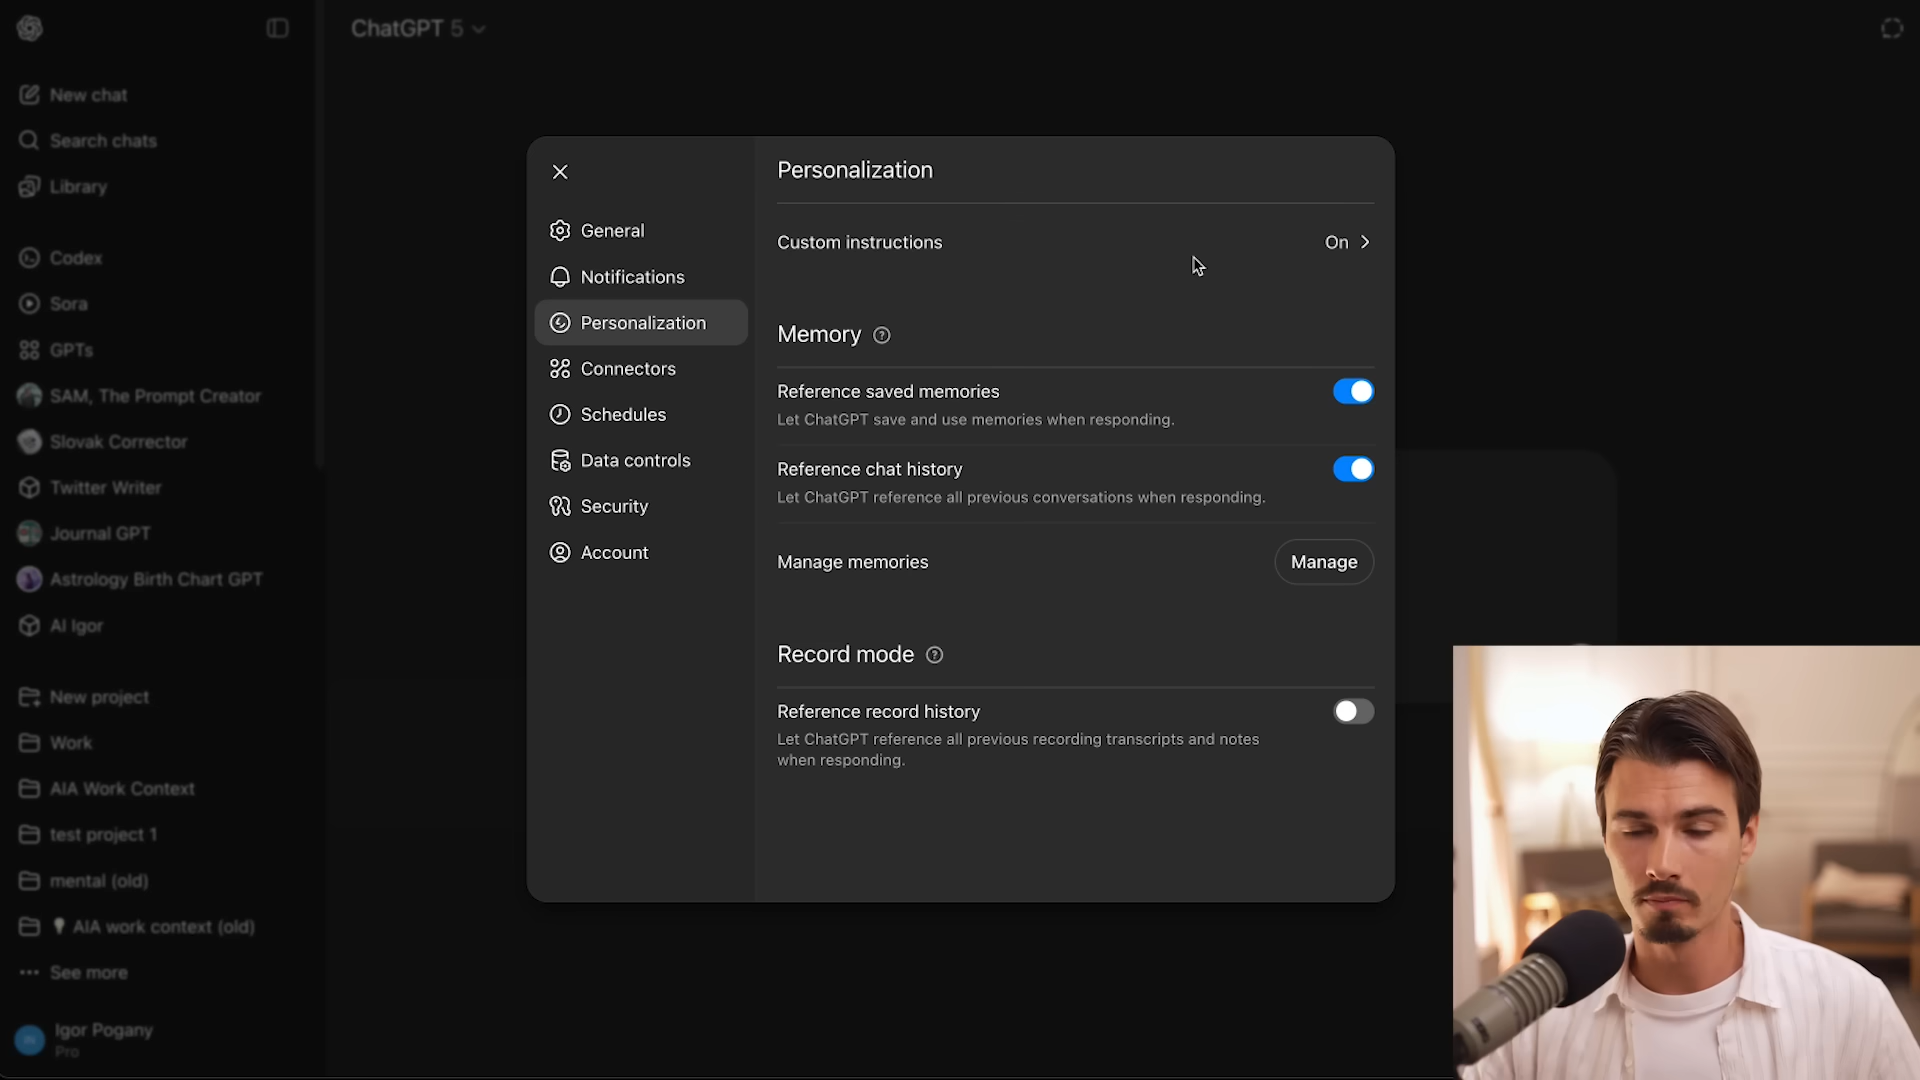 ChatGPT 5
New chat
Search chats
Library
Codex
Sora
GPTs
SAM, The Prompt Creator
Slovak Corrector
Twitter Writer
Journal GPT
Astrology Birth Chart GPT
AI Igor
New project
Work
AIA Work Context
test project 1
mental (old)
AIA work context (old)
See more
Igor Pogany
Pro
General
Notifications
Personalization
Connectors
Schedules
Data controls
Security
Account
Personalization
Custom instructions
On
Memory
Reference saved memories
Let ChatGPT save and use memories when responding.
Reference chat history
Let ChatGPT reference all previous conversations when responding.
Manage memories
Manage
Record mode
Reference record history
Let ChatGPT reference all previous recording transcripts and notes
when responding.